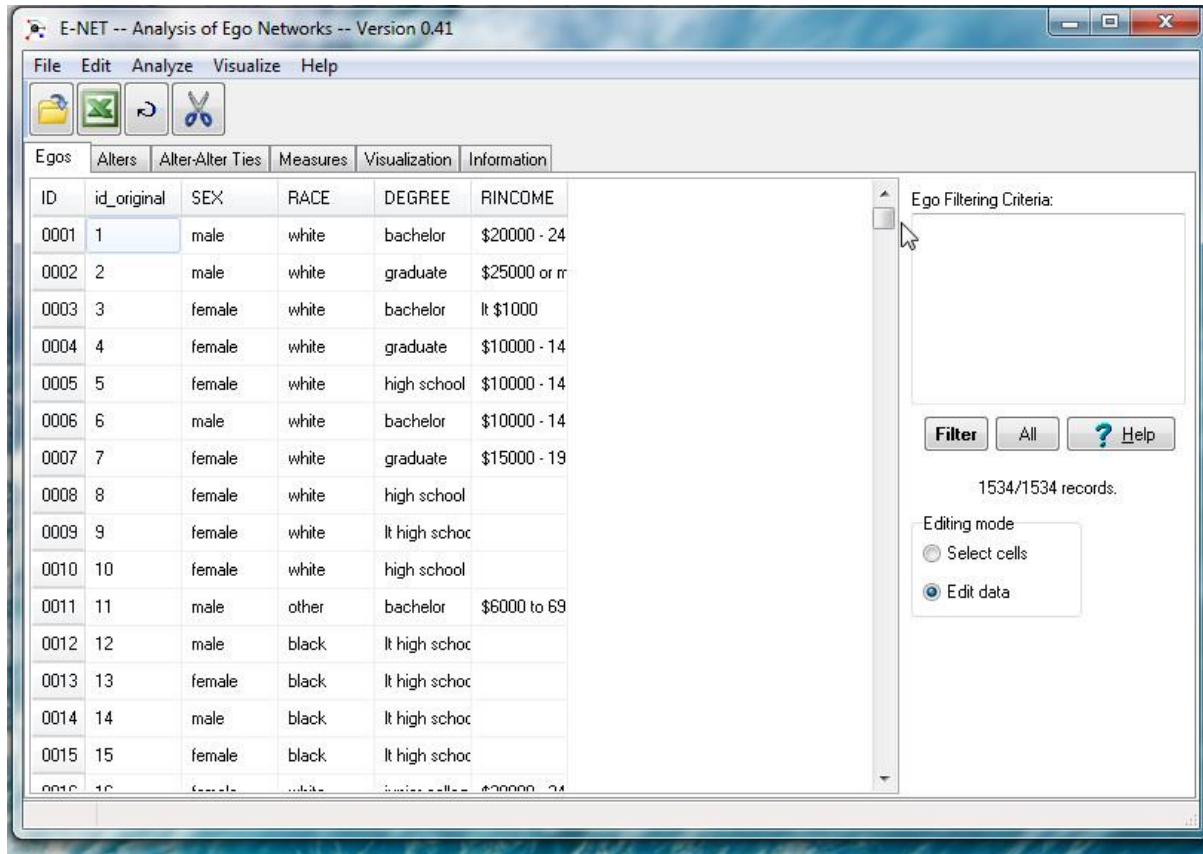 E-NET -- Analysis of Ego Networks -- Version 0.41
File Edit Analyze Visualize Help
Egos Alters Alter-Alter Ties Measures Visualization Information
ID id_original SEX RACE DEGREE RINCOME
0001 1 male white bachelor $20000 - 24
0002 2 male white graduate $25000 or m
0003 3 female white bachelor lt $1000
0004 4 female white graduate $10000 - 14
0005 5 female white high school $10000 - 14
0006 6 male white bachelor $10000 - 14
0007 7 female white graduate $15000 - 19
0008 8 female white high school
0009 9 female white lt high schoo
0010 10 female white high school
0011 11 male other bachelor $6000 to 69
0012 12 male black lt high schoo
0013 13 female black lt high schoo
0014 14 male black lt high schoo
0015 15 female black lt high schoo
Ego Filtering Criteria:
Filter All ? Help
1534/1534 records.
Editing mode
Select cells
Edit data